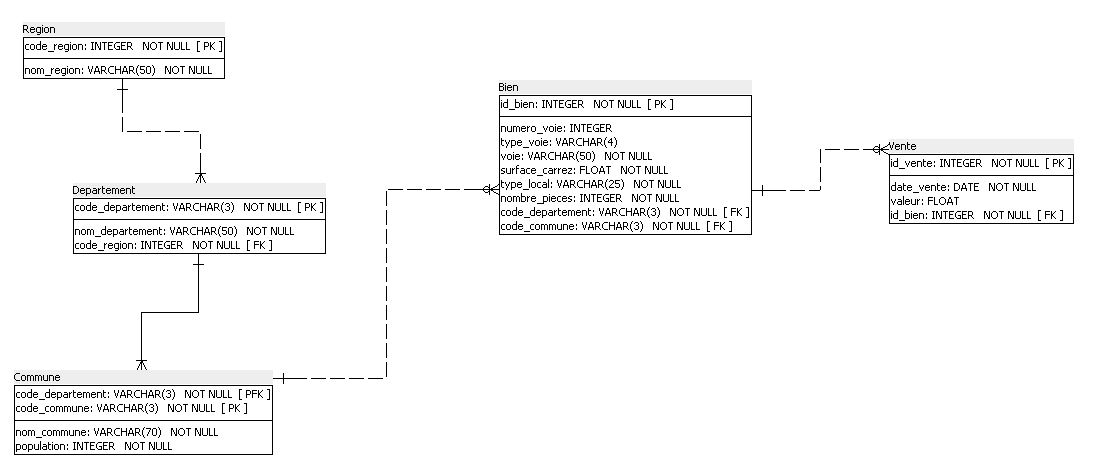 Region
code_region: INTEGER NOT NULL [ PK ]
nom_region: VARCHAR(50) NOT NULL
Departement
code_departement: VARCHAR(3) NOT NULL [ PK ]
nom_departement: VARCHAR(50) NOT NULL
code_region: INTEGER NOT NULL [ FK ]
Commune
code_departement: VARCHAR(3) NOT NULL [ PFK ]
code_commune: VARCHAR(3) NOT NULL [ PK ]
nom_commune: VARCHAR(70) NOT NULL
population: INTEGER NOT NULL
Bien
id_bien: INTEGER NOT NULL [ PK ]
numero_voie: INTEGER
type_voie: VARCHAR(4)
voie: VARCHAR(50) NOT NULL
surface_carrez: FLOAT NOT NULL
type_local: VARCHAR(25) NOT NULL
nombre_pieces: INTEGER NOT NULL
code_departement: VARCHAR(3) NOT NULL [ FK ]
code_commune: VARCHAR(3) NOT NULL [ FK ]
Vente
id_vente: INTEGER NOT NULL [ PK ]
date_vente: DATE NOT NULL
valeur: FLOAT
id_bien: INTEGER NOT NULL [ FK ]